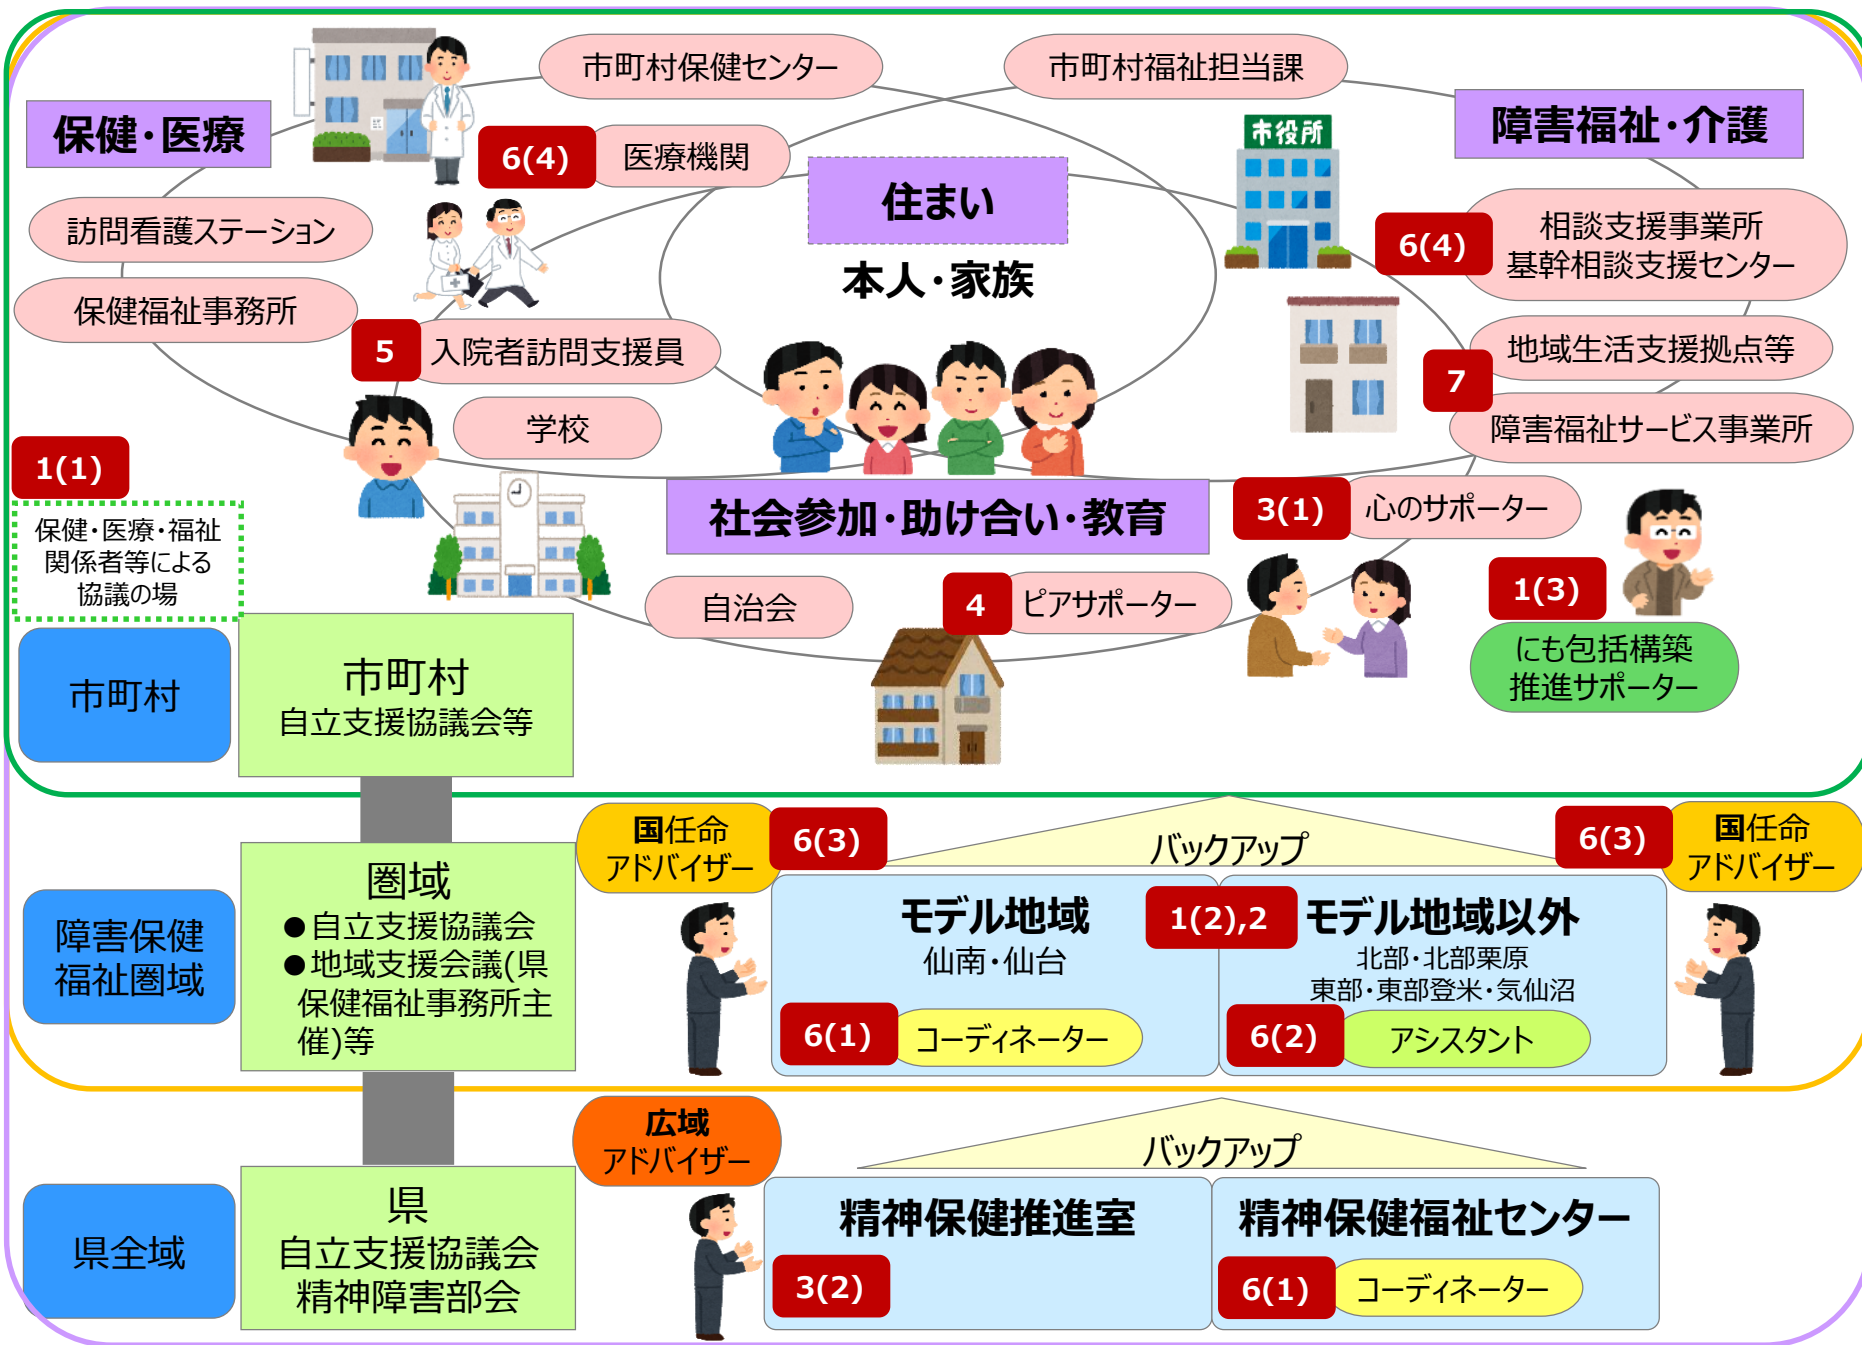 市町村保健センター
市町村福祉担当課
保健・医療
6(4)
医療機関
市役所
障害福祉・介護
住まい
本人・家族
訪問看護ステーション
保健福祉事務所
6(4)
相談支援事業所
基幹相談支援センター
5
入院者訪問支援員
地域生活支援拠点等
7
障害福祉サービス事業所
学校
1(1)
保健・医療・福祉
関係者等による
協議の場
社会参加・助け合い・教育
3(1)
心のサポーター
自治会
4
ピアサポーター
1(3)
にも包括構築
推進サポーター
市町村
市町村
自立支援協議会等
国任命
アドバイザー
6(3)
バックアップ
6(3)
国任命
アドバイザー
障害保健
福祉圏域
圏域
●自立支援協議会
●地域支援会議(県
保健福祉事務所主
催)等
モデル地域
仙南・仙台
1(2),2
モデル地域以外
北部・北部栗原
東部・東部登米・気仙沼
6(1)
コーディネーター
6(2)
アシスタント
広域
アドバイザー
バックアップ
県全域
県
自立支援協議会
精神障害部会
精神保健推進室
3(2)
精神保健福祉センター
6(1)
コーディネーター